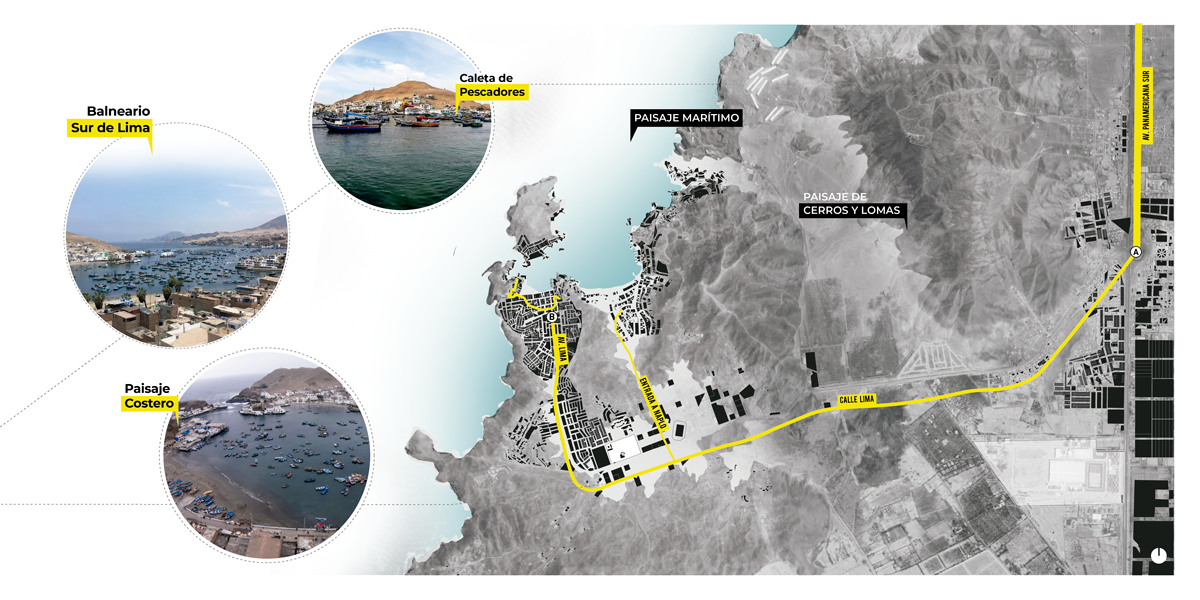 Caleta de
Pescadores
Balneario
Sur de Lima
Paisaje
Costero
PAISAJE MARÍTIMO
PAISAJE DE
CERROS Y LOMAS
AV. PANAMERICANA SUR
A
B
AV. LIMA
ENTRADA A NAPLO
CALLE LIMA